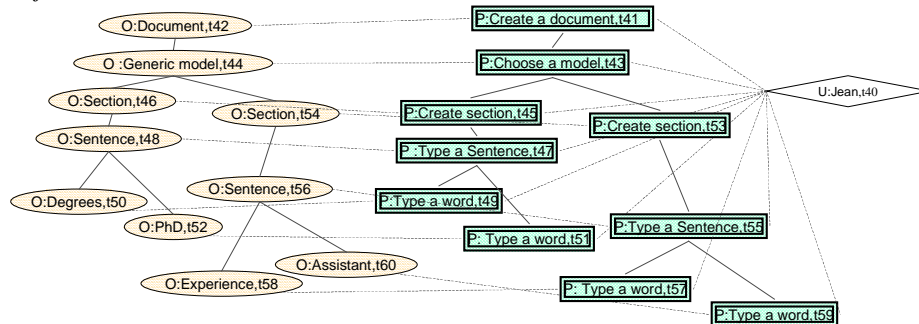 O:Document,t42
P:Create a document,t41
O :Generic model,t44
P:Choose a model,t43
U:Jean,t40
O:Section,t46
O:Section,t54
P:Create section,t45
P:Create section,t53
O:Sentence,t48
P :Type a Sentence,t47
O:Sentence,t56
O:Degrees,t50
P:Type a word,t49
O:PhD,t52
P: Type a word,t51
P:Type a Sentence,t55
O:Assistant,t60
O:Experience,t58
P: Type a word,t57
P:Type a word,t59